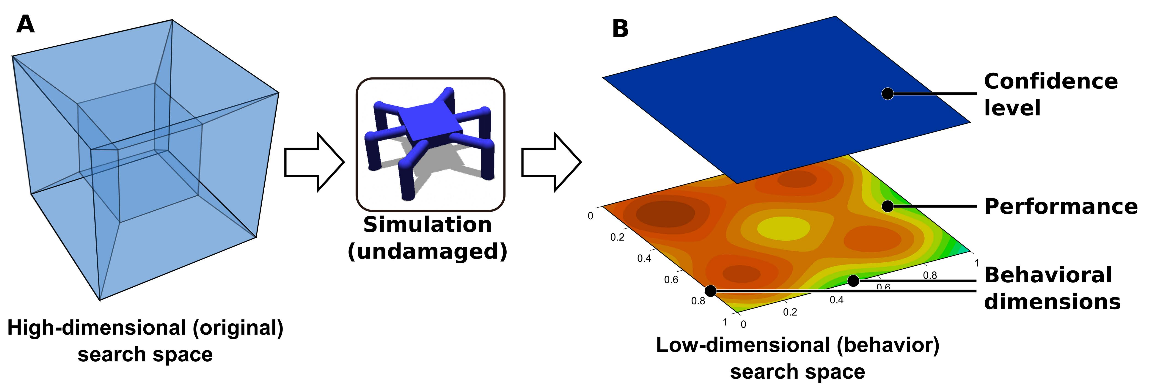 A
B
Confidence
level
Simulation
(undamaged)
Performance
0
0.2
0.4
0.6
0.8
1
0
0.2
0.4
0.6
0.8
1
Behavioral
dimensions
High-dimensional (original)
search space
Low-dimensional (behavior)
search space